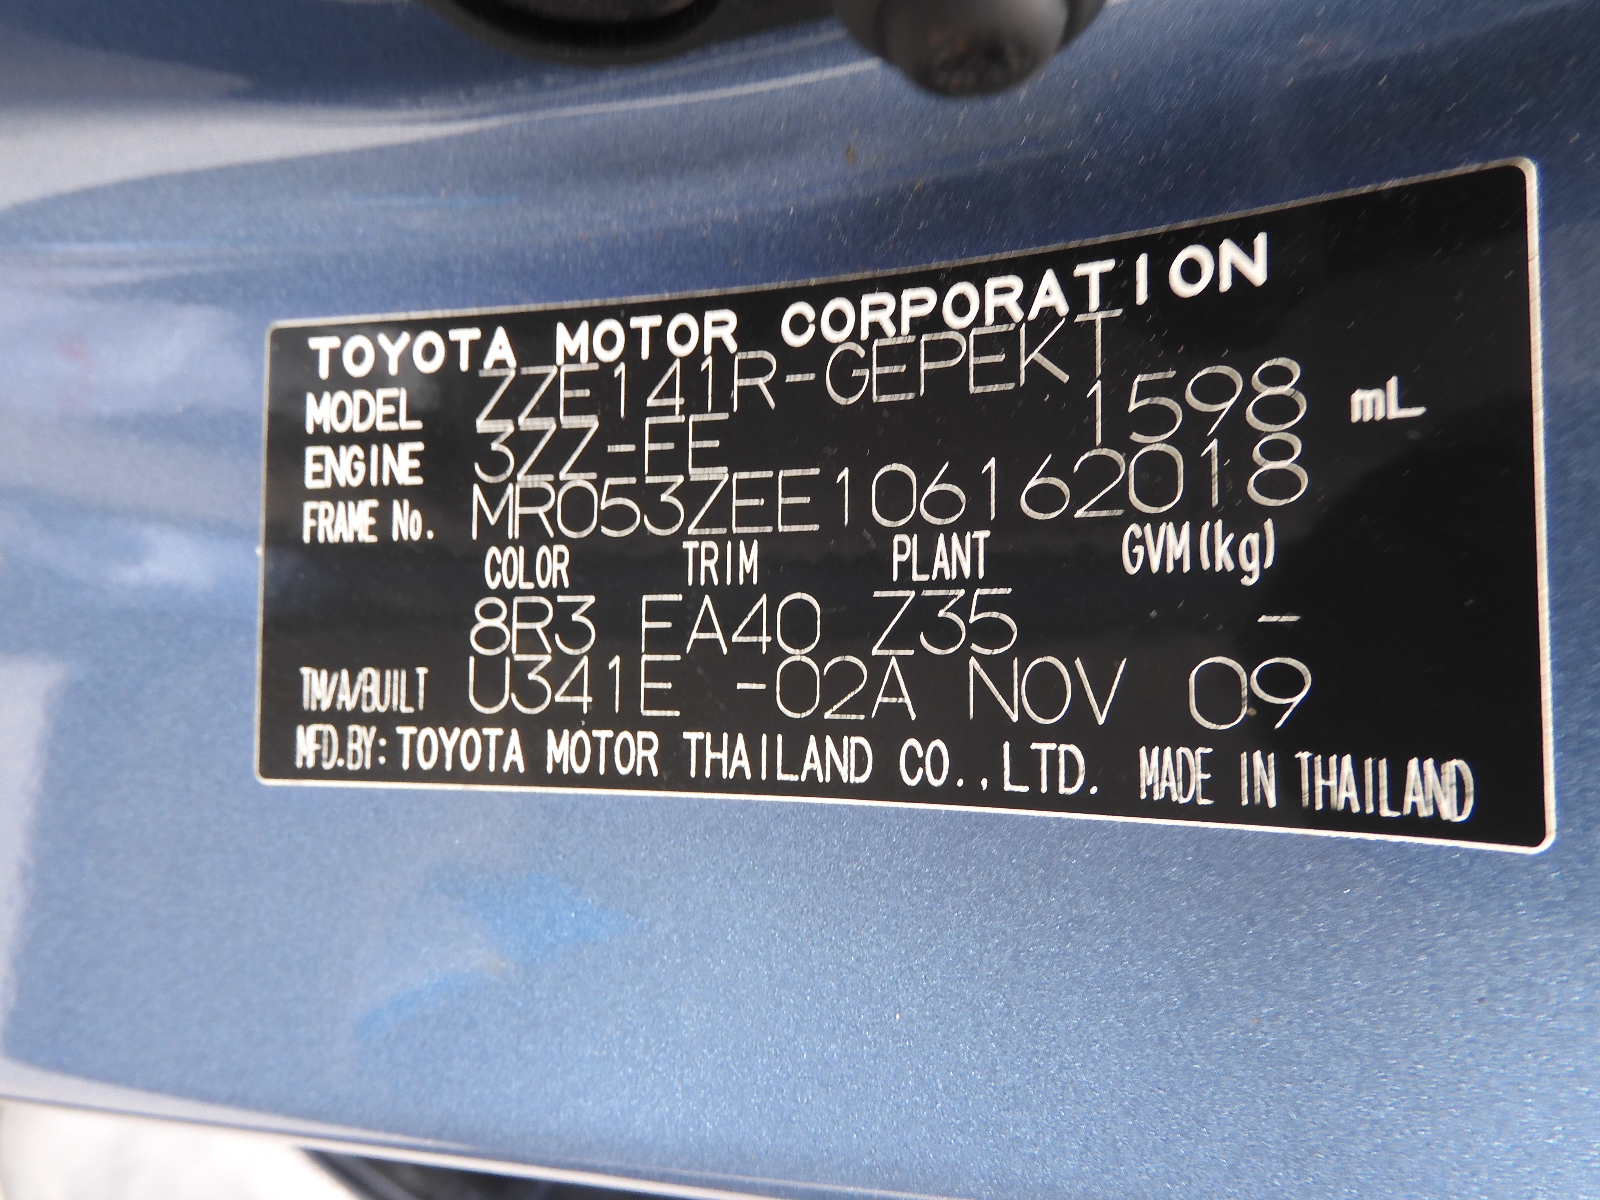 TOYOTA MOTOR CORPORATION
MODEL ZZE141R-GEPEKT
ENGINE 3ZZ-FE 1598 mL
FRAME No. MR053ZEE106162018
COLOR TRIM PLANT GVM(kg)
8R3 FA40 Z35 -
TM/A/BUILT U341E -02A NOV 09
MFD.BY: TOYOTA MOTOR THAILAND CO.,LTD. MADE IN THAILAND